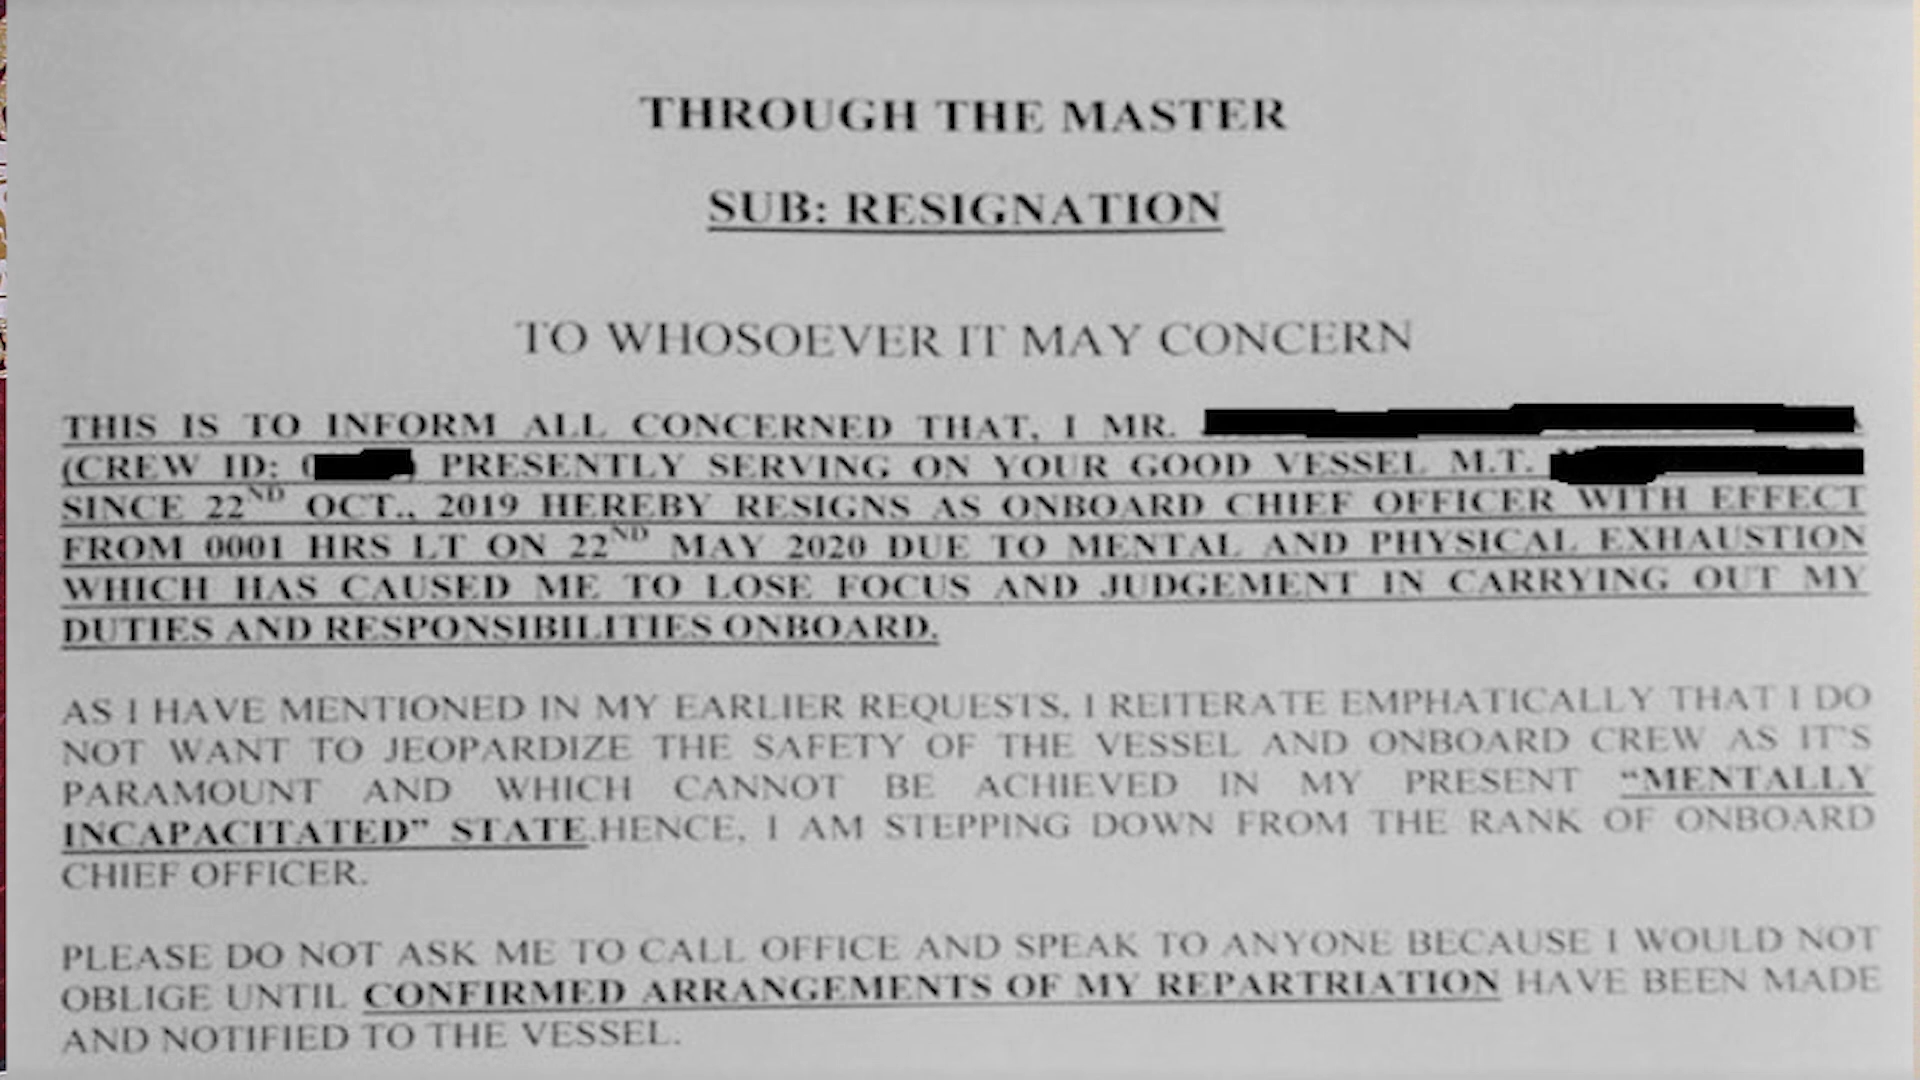 THROUGH THE MASTER
SUB: RESIGNATION
TO WHOSOEVER IT MAY CONCERN
THIS IS TO INFORM ALL CONCERNED THAT, I MR.
(CREW ID: 0 ) PRESENTLY SERVING ON YOUR GOOD VESSEL M.T.
SINCE 22ND OCT., 2019 HEREBY RESIGNS AS ONBOARD CHIEF OFFICER WITH EFFECT
FROM 0001 HRS LT ON 22ND MAY 2020 DUE TO MENTAL AND PHYSICAL EXHAUSTION
WHICH HAS CAUSED ME TO LOSE FOCUS AND JUDGEMENT IN CARRYING OUT MY
DUTIES AND RESPONSIBILITIES ONBOARD.
AS I HAVE MENTIONED IN MY EARLIER REQUESTS, I REITERATE EMPHATICALLY THAT I DO
NOT WANT TO JEOPARDIZE THE SAFETY OF THE VESSEL AND ONBOARD CREW AS IT'S
PARAMOUNT AND WHICH CANNOT BE ACHIEVED IN MY PRESENT “MENTALLY
INCAPACITATED” STATE.HENCE, I AM STEPPING DOWN FROM THE RANK OF ONBOARD
CHIEF OFFICER.
PLEASE DO NOT ASK ME TO CALL OFFICE AND SPEAK TO ANYONE BECAUSE I WOULD NOT
OBLIGE UNTIL CONFIRMED ARRANGEMENTS OF MY REPARTRIATION HAVE BEEN MADE
AND NOTIFIED TO THE VESSEL.